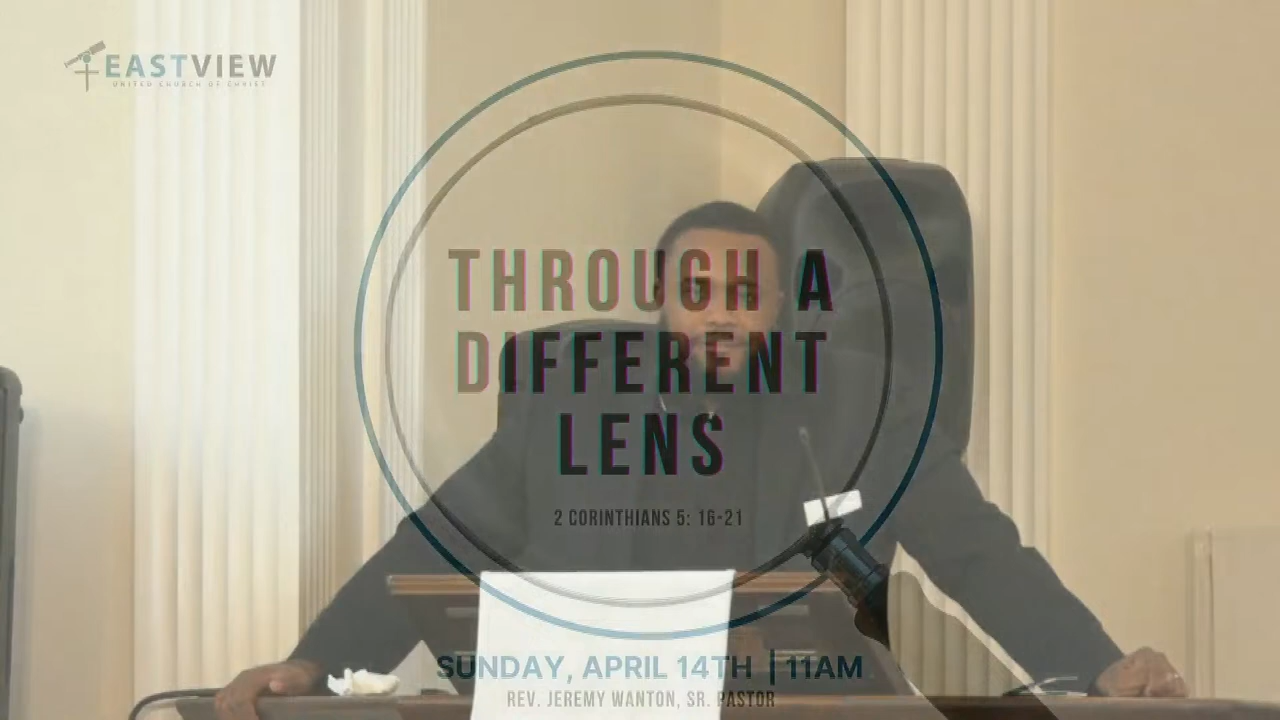 EASTVIEW
UNITED CHURCH OF CHRIST
THROUGH A
DIFFERENT
LENS
2 CORINTHIANS 5: 16-21
SUNDAY, APRIL 14TH | 11AM
REV. JEREMY WANTON, SR. PASTOR